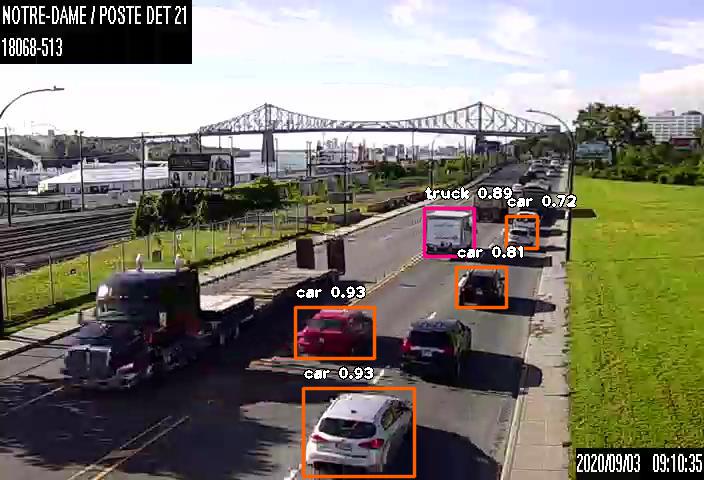 NOTRE-DAME / POSTE DET 21
18068-513
truck 0.89
car 0.72
car 0.81
car 0.93
car 0.93
2020/09/03 09:10:35